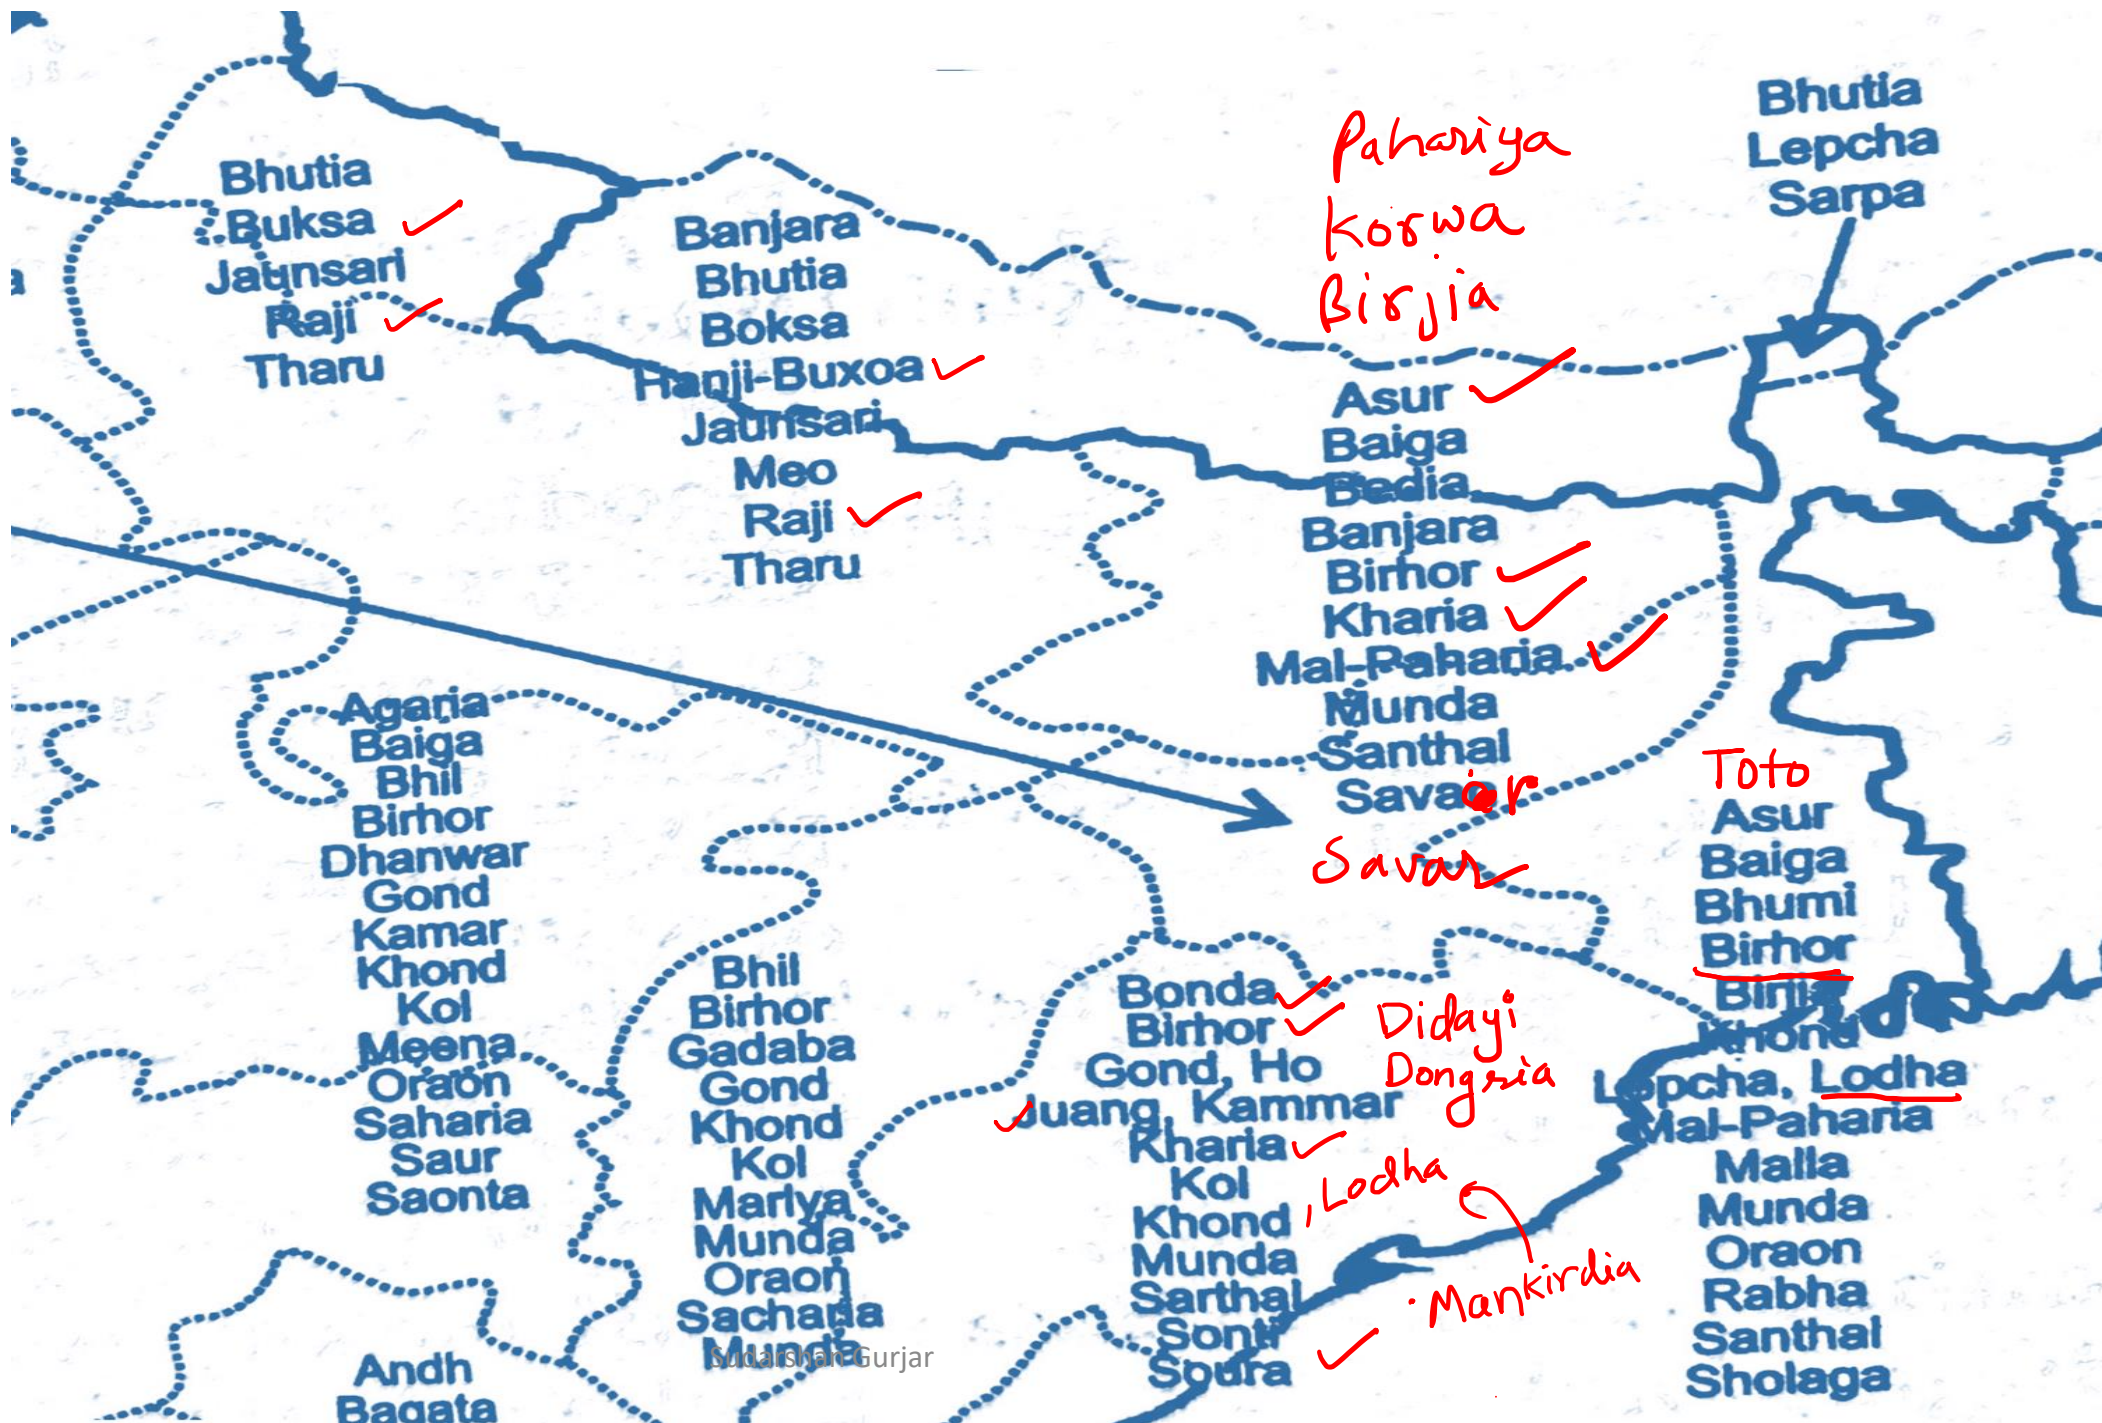 Bhutia
Buksa
Jaunsari
Raji
Tharu
Banjara
Bhutia
Boksa
Hanji-Buxoa
Jaunsari
Meo
Raji
Tharu
Pahariya
Korwa
Birjia
Asur
Baiga
Bedia
Banjara
Birhor
Kharia
Mal-Paharia
Munda
Santhal
Savar
Savar
Bhutia
Lepcha
Sarpa
Agaria
Baiga
Bhil
Birhor
Dhanwar
Gond
Kamar
Khond
Kol
Meena
Oraon
Saharia
Saur
Saonta
Bhil
Birhor
Gadaba
Gond
Khond
Kol
Mariya
Munda
Oraon
Sacharia
Munda
Sudarshan Gurjar
Bonda
Birhor
Gond, Ho
Juang, Kammar
Kharia
Kol
Khond
Munda
Sarthal
Sonti
Soura
Didayi
Dongria
, Lodha
Mankirdia
Toto
Asur
Baiga
Bhumi
Birhor
Birjia
Khond
Lepcha, Lodha
Mal-Paharia
Malla
Munda
Oraon
Rabha
Santhal
Sholaga
Andh
Bagata